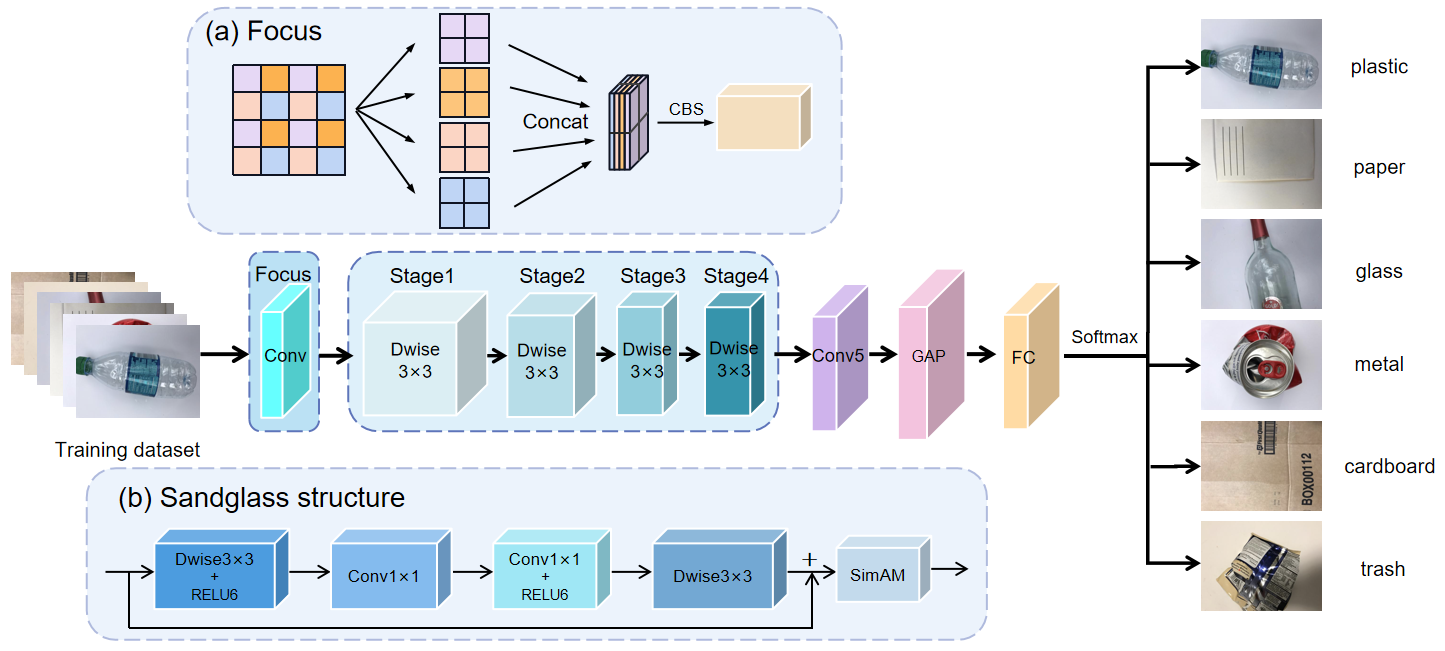 (a) Focus
Concat
CBS
Focus
Conv
Stage1
Stage2
Stage3
Stage4
Dwise
3×3
Dwise
3×3
Dwise
3×3
Dwise
3×3
Conv5
GAP
FC
Softmax
Training dataset
(b) Sandglass structure
Dwise3×3
+
RELU6
Conv1×1
Conv1×1
+
RELU6
Dwise3×3
+
SimAM
plastic
paper
glass
metal
cardboard
BOX00112
trash